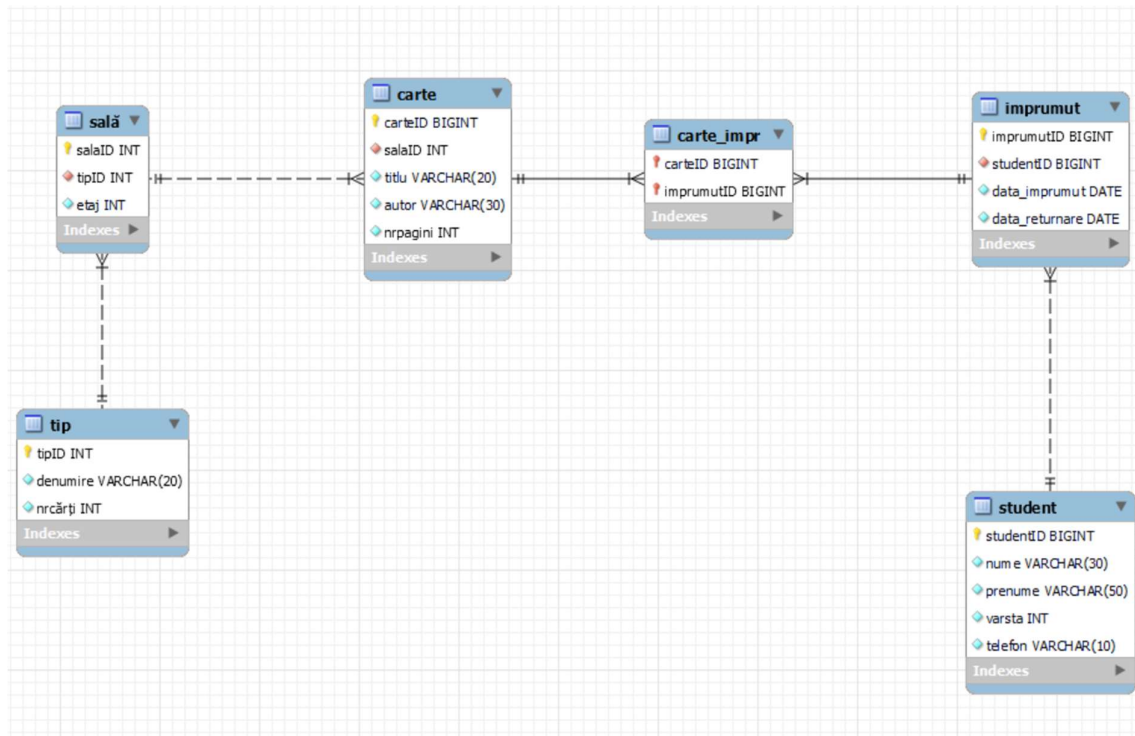 sală
salaID INT
tipID INT
etaj INT
Indexes
carte
carteID BIGINT
salaID INT
titlu VARCHAR(20)
autor VARCHAR(30)
nrpagini INT
Indexes
carte_impr
carteID BIGINT
imprumutID BIGINT
Indexes
imprumut
imprumutID BIGINT
studentID BIGINT
data_imprumut DATE
data_returnare DATE
Indexes
tip
tipID INT
denumire VARCHAR(20)
nrcărți INT
Indexes
student
studentID BIGINT
nume VARCHAR(30)
prenume VARCHAR(50)
varsta INT
telefon VARCHAR(10)
Indexes